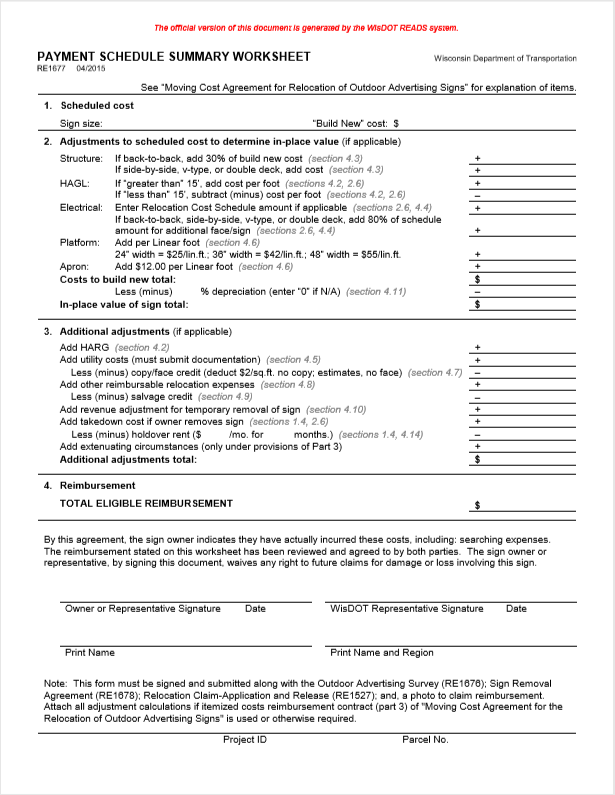 The official version of this document is generated by the WisDOT READS system.
PAYMENT SCHEDULE SUMMARY WORKSHEET
Wisconsin Department of Transportation
RE1677 04/2015
See “Moving Cost Agreement for Relocation of Outdoor Advertising Signs” for explanation of items.
1. Scheduled cost
Sign size: "Build New" cost: $
2. Adjustments to scheduled cost to determine in-place value (if applicable)
Structure: If back-to-back, add 30% of build new cost (section 4.3) +
If side-by-side, v-type, or double deck, add cost (section 4.3) +
HAGL: If “greater than” 15’, add cost per foot (sections 4.2, 2.6) +
If “less than” 15’, subtract (minus) cost per foot (sections 4.2, 2.6) –
Electrical: Enter Relocation Cost Schedule amount if applicable (sections 2.6, 4.4) +
If back-to-back, side-by-side, v-type, or double deck, add 80% of schedule
amount for additional face/sign (sections 2.6, 4.4) +
Platform: Add per Linear foot (section 4.6)
24” width = $25/lin.ft.; 36” width = $42/lin.ft.; 48” width = $55/lin.ft. +
Apron: Add $12.00 per Linear foot (section 4.6) +
Costs to build new total: $
Less (minus) % depreciation (enter “0” if N/A) (section 4.11) –
In-place value of sign total: $
3. Additional adjustments (if applicable)
Add HARG (section 4.2) +
Add utility costs (must submit documentation) (section 4.5) +
Less (minus) copy/face credit (deduct $2/sq.ft. no copy; estimates, no face) (section 4.7) –
Add other reimbursable relocation expenses (section 4.8) +
Less (minus) salvage credit (section 4.9) –
Add revenue adjustment for temporary removal of sign (section 4.10) +
Add takedown cost if owner removes sign (sections 1.4, 2.6) +
Less (minus) holdover rent ($ /mo. for months.) (sections 1.4, 4.14) –
Add extenuating circumstances (only under provisions of Part 3) +
Additional adjustments total: $
4. Reimbursement
TOTAL ELIGIBLE REIMBURSEMENT $
By this agreement, the sign owner indicates they have actually incurred these costs, including: searching expenses.
The reimbursement stated on this worksheet has been reviewed and agreed to by both parties. The sign owner or
representative, by signing this document, waives any right to future claims for damage or loss involving this sign.
Owner or Representative Signature Date WisDOT Representative Signature Date
Print Name Print Name and Region
Note: This form must be signed and submitted along with the Outdoor Advertising Survey (RE1676); Sign Removal
Agreement (RE1678); Relocation Claim-Application and Release (RE1527); and, a photo to claim reimbursement.
Attach all adjustment calculations if itemized costs reimbursement contract (part 3) of "Moving Cost Agreement for the
Relocation of Outdoor Advertising Signs" is used or otherwise required.
Project ID Parcel No.